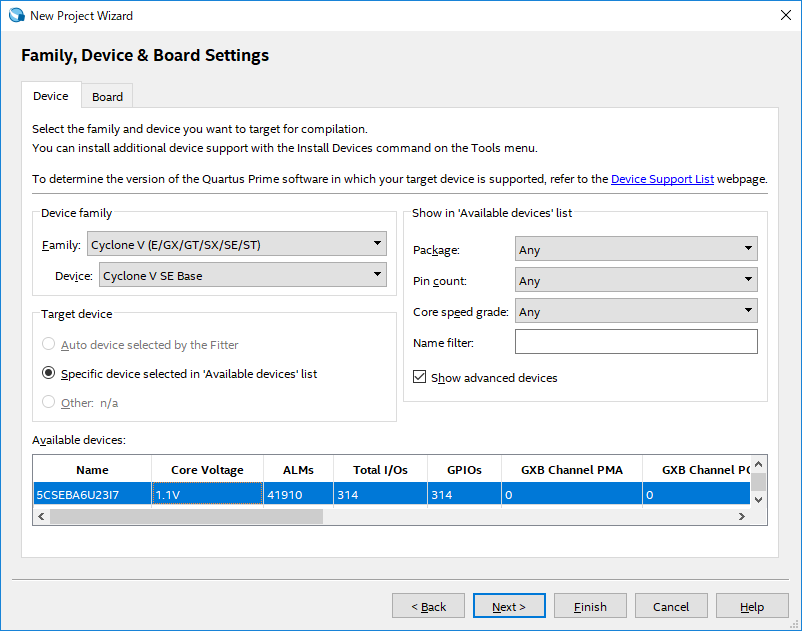 New Project Wizard
Family, Device & Board Settings
Device Board
Select the family and device you want to target for compilation.
You can install additional device support with the Install Devices command on the Tools menu.
To determine the version of the Quartus Prime software in which your target device is supported, refer to the Device Support List webpage.
Device family
Family: Cyclone V (E/GX/GT/SX/SE/ST)
Device: Cyclone V SE Base
Target device
Auto device selected by the Fitter
Specific device selected in 'Available devices' list
Other: n/a
Show in 'Available devices' list
Package: Any
Pin count: Any
Core speed grade: Any
Name filter:
Show advanced devices
Available devices:
Name Core Voltage ALMs Total I/Os GPIOs GXB Channel PMA GXB Channel PC
5CSEBA6U23I7 1.1V 41910 314 314 0 0
< Back Next > Finish Cancel Help